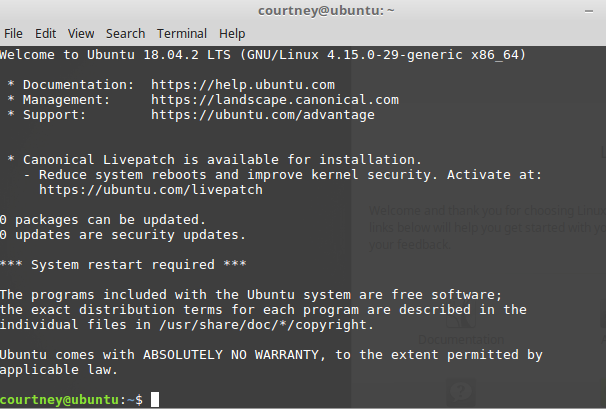 courtney@ubuntu: ~
File Edit View Search Terminal Help
Welcome to Ubuntu 18.04.2 LTS (GNU/Linux 4.15.0-29-generic x86_64)
* Documentation: https://help.ubuntu.com
* Management: https://landscape.canonical.com
* Support: https://ubuntu.com/advantage
* Canonical Livepatch is available for installation.
- Reduce system reboots and improve kernel security. Activate at:
https://ubuntu.com/livepatch
0 packages can be updated.
0 updates are security updates.
Welcome and thank you for choosing Linux
links below will help you get started with yo
your feedback
*** System restart required ***
The programs included with the Ubuntu system are free software;
the exact distribution terms for each program are described in the
individual files in /usr/share/doc/*/copyright.
Documentation
Ubuntu comes with ABSOLUTELY NO WARRANTY, to the extent permitted by
applicable law.
courtney@ubuntu:~$